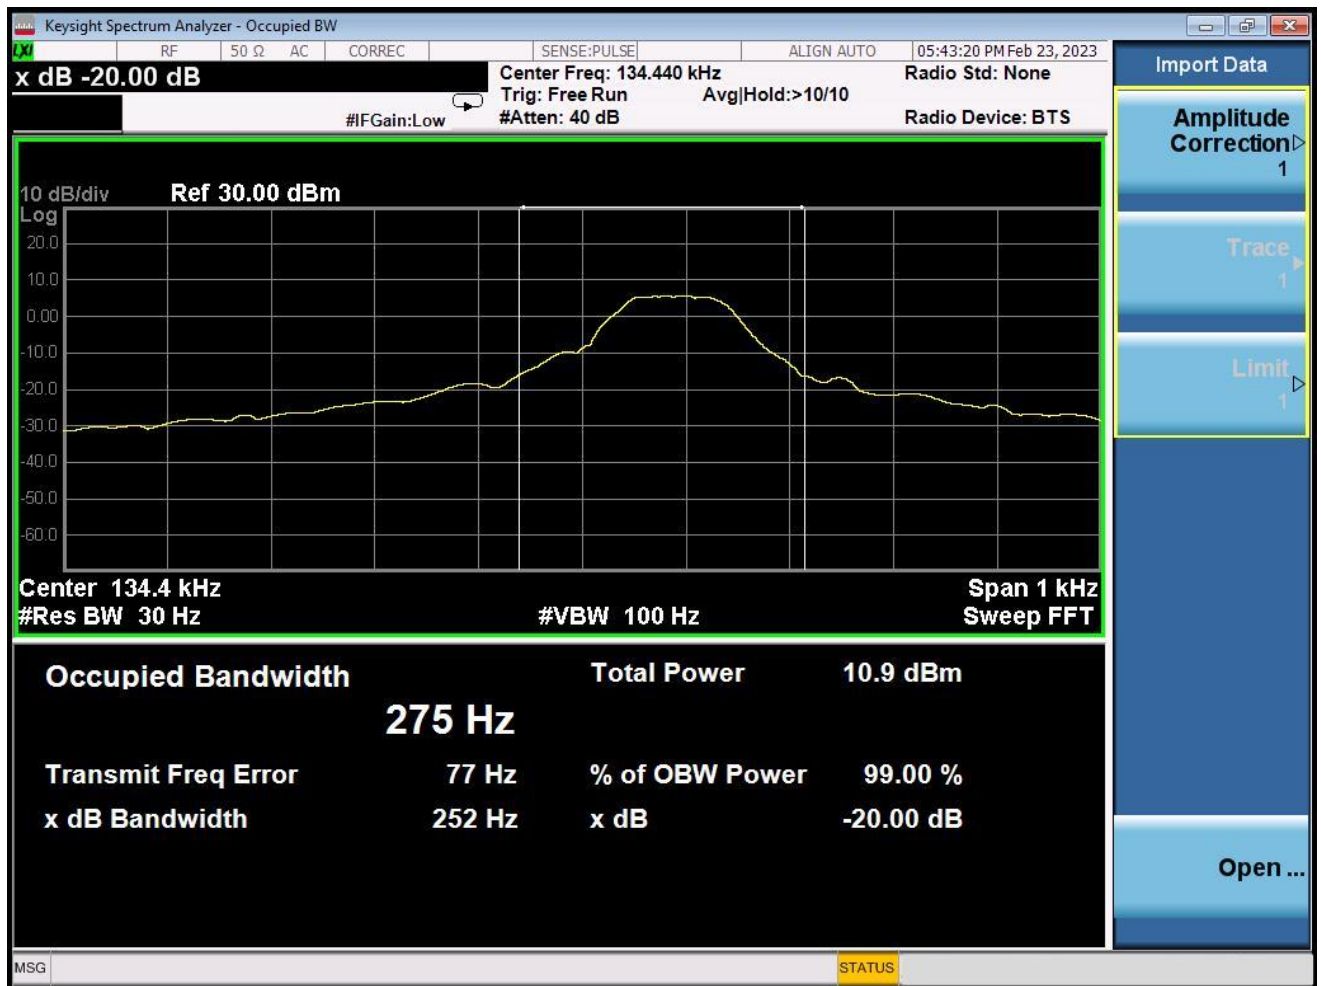 Keysight Spectrum Analyzer - Occupied BW
LXI RF 50 Ω AC CORREC SENSE:PULSE ALIGN AUTO 05:43:20 PM Feb 23, 2023
x dB -20.00 dB
Center Freq: 134.440 kHz Radio Std: None
Trig: Free Run Avg|Hold:>10/10
#IFGain:Low #Atten: 40 dB Radio Device: BTS
10 dB/div Ref 30.00 dBm
Log
20.0
10.0
0.00
-10.0
-20.0
-30.0
-40.0
-50.0
-60.0
Center 134.4 kHz Span 1 kHz
#Res BW 30 Hz #VBW 100 Hz Sweep FFT
Occupied Bandwidth Total Power 10.9 dBm
275 Hz
Transmit Freq Error 77 Hz % of OBW Power 99.00 %
x dB Bandwidth 252 Hz x dB -20.00 dB
Import Data
Amplitude
Correction
1
Trace
1
Limit
1
Open ...
MSG STATUS